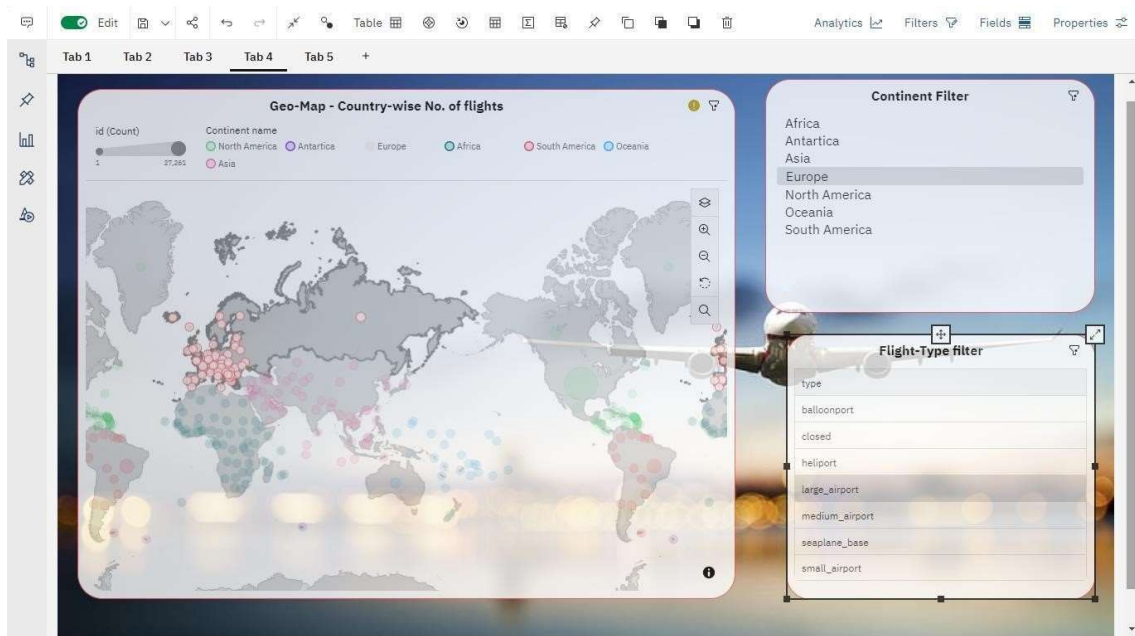 Edit Table Analytics Filters Fields Properties
Tab 1 Tab 2 Tab 3 Tab 4 Tab 5 +
Geo-Map - Country-wise No. of flights
id (Count)
1 27,261
Continent name
North America Antartica Europe Africa South America Oceania
Asia
Continent Filter
Africa
Antartica
Asia
Europe
North America
Oceania
South America
Flight-Type filter
type
balloonport
closed
heliport
large_airport
medium_airport
seaplane_base
small_airport